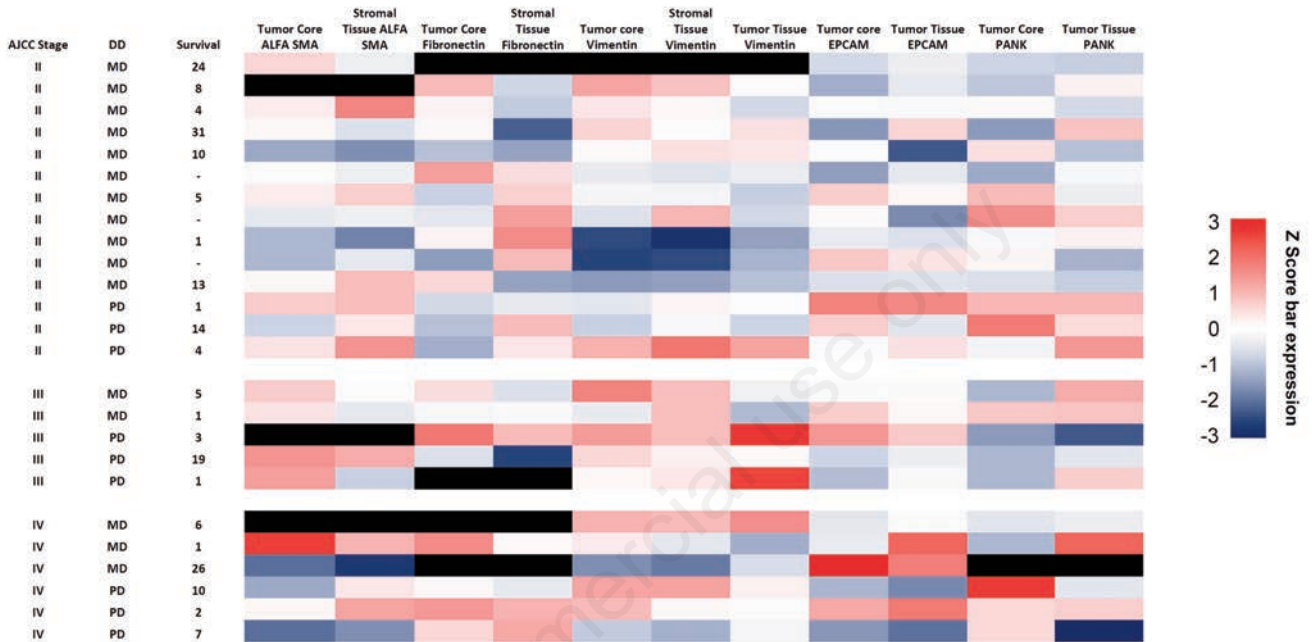 AJCC Stage DD Survival Tumor Core ALFA SMA Stromal Tissue ALFA SMA Tumor Core Fibronectin Stromal Tissue Fibronectin Tumor core Vimentin Stromal Tissue Vimentin Tumor Tissue Vimentin Tumor core EPCAM Tumor Tissue EPCAM Tumor Core PANK Tumor Tissue PANK
II MD 24
II MD 8
II MD 4
II MD 31
II MD 10
II MD -
II MD 5
II MD -
II MD 1
II MD -
II MD 13
II PD 1
II PD 14
II PD 4
III MD 5
III MD 1
III PD 3
III PD 19
III PD 1
IV MD 6
IV MD 1
IV MD 26
IV PD 10
IV PD 2
IV PD 7
3
2
1
0
-1
-2
-3
Z Score bar expression
mercial use only